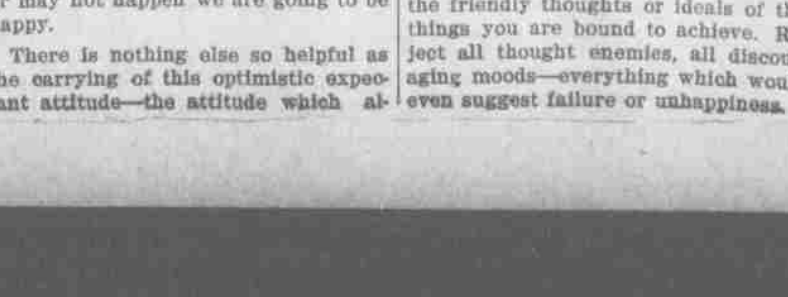 may not happen we are going to be
appy.
There is nothing else so helpful as
he carrying of this optimistic expec-
ant attitude—the attitude which al-
the friendly thoughts or ideals of th
things you are bound to achieve. R
ject all thought enemies, all discou
aging moods—everything which wou
even suggest failure or unhappiness.